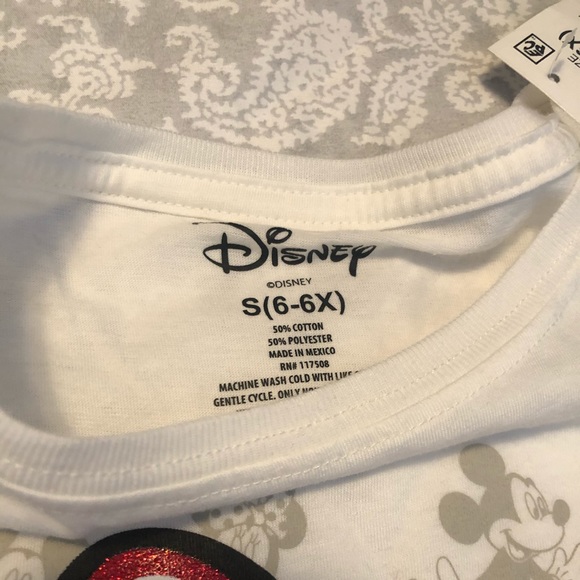 Disney
©DISNEY
S(6-6X)
50% COTTON
50% POLYESTER
MADE IN MEXICO
RN# 117508
MACHINE WASH COLD WITH LIKE
GENTLE CYCLE. ONLY